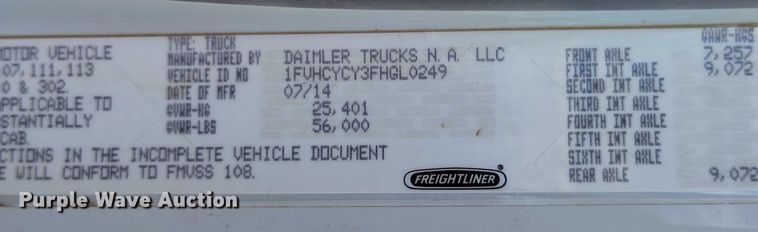 GAWR-KGS
MOTOR VEHICLE TYPE: TRUCK FRONT AXLE 7,257
07,111,113 MANUFACTURED BY DAIMLER TRUCKS N.A. LLC FIRST INT AXLE 9,072
0 & 302. VEHICLE ID NO 1FVHCYCY3FHGL0249 SECOND INT AXLE
APPLICABLE TO DATE OF MFR 07/14 THIRD INT AXLE
STANTIALLY GVWR-KG 25,401 FOURTH INT AXLE
CAB. GVWR-LBS 56,000 FIFTH INT AXLE
CTIONS IN THE INCOMPLETE VEHICLE DOCUMENT SIXTH INT AXLE
E WILL CONFORM TO FMVSS 108. FREIGHTLINER REAR AXLE 9,072
Purple Wave Auction